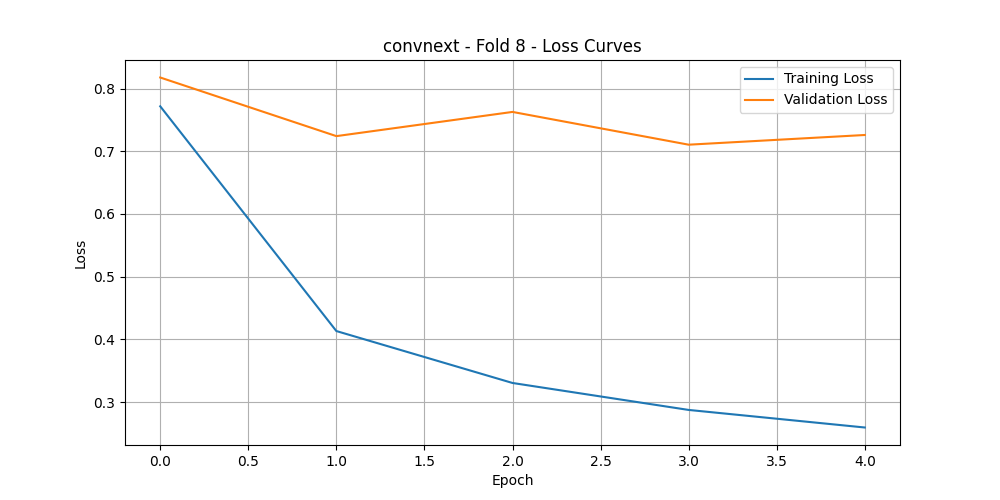 convnext - Fold 8 - Loss Curves
Training Loss
Validation Loss
Loss
0.8
0.7
0.6
0.5
0.4
0.3
0.0 0.5 1.0 1.5 2.0 2.5 3.0 3.5 4.0
Epoch